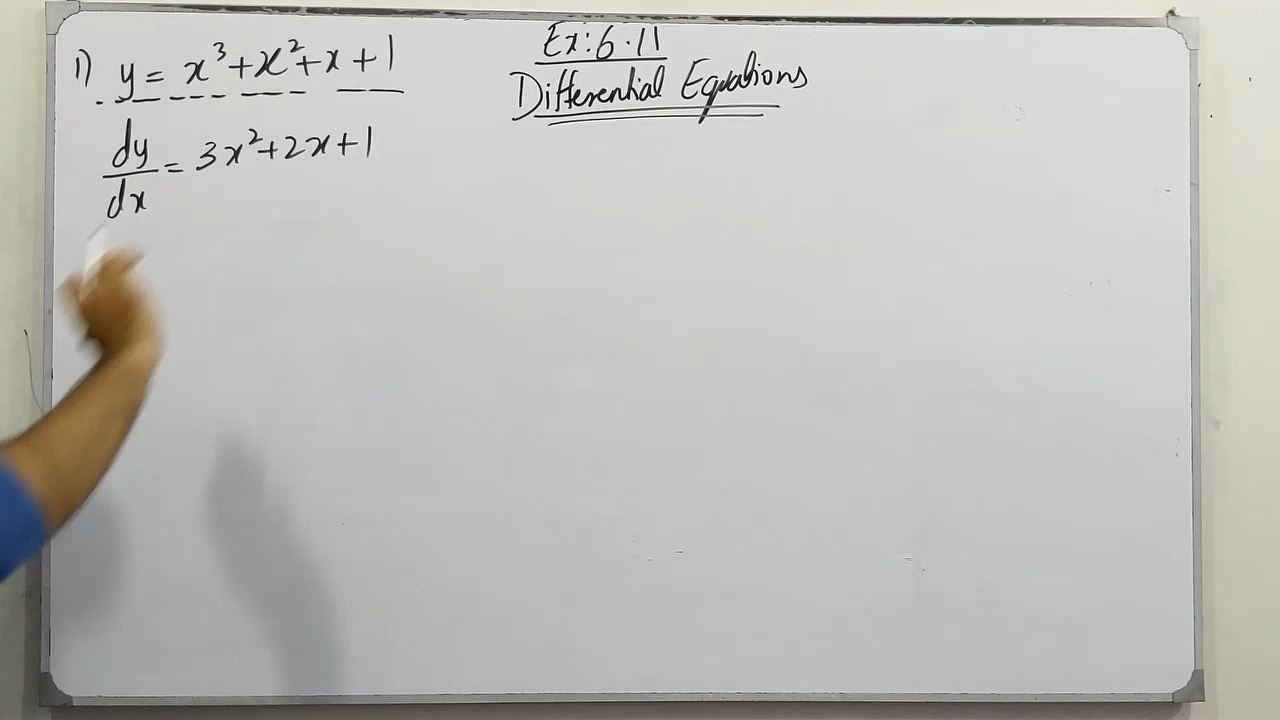 Ex: 6.11
Differential Equations
1) y = x³ + x² + x + 1
dy/dx = 3x² + 2x + 1